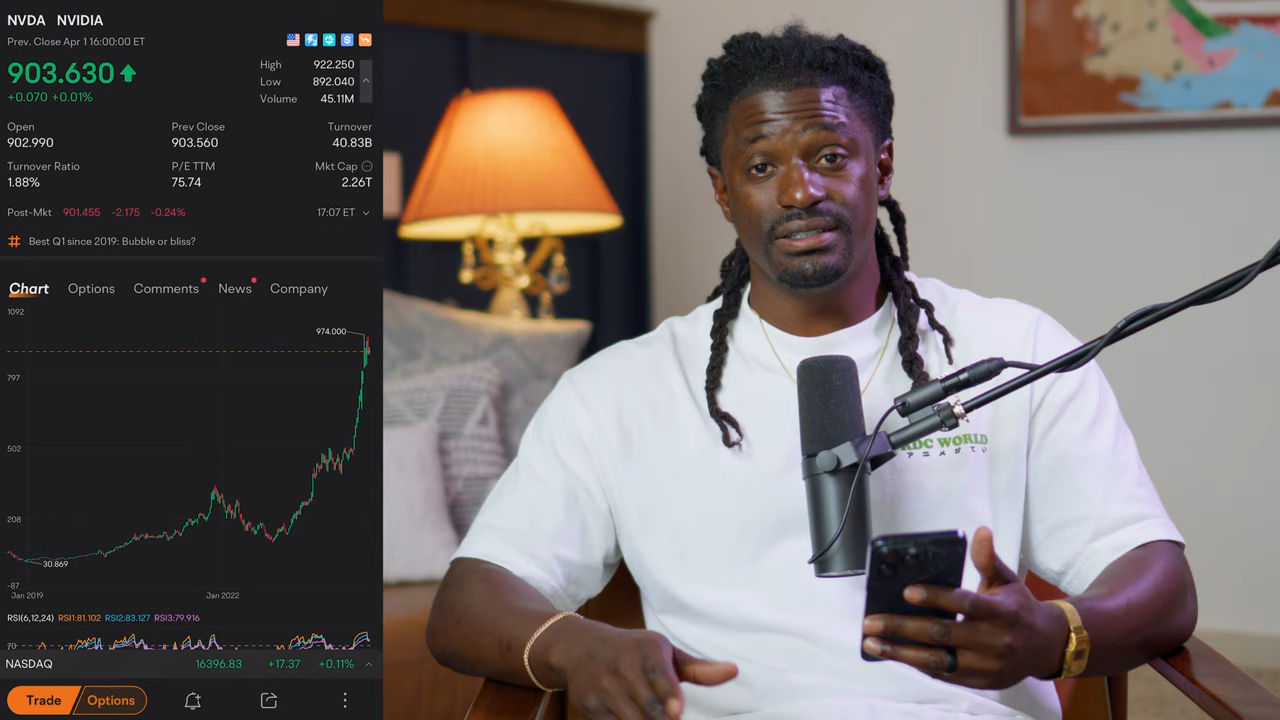 NVDA NVIDIA
Prev. Close Apr 1 16:00:00 ET
903.630
+0.070 +0.01%
High 922.250
Low 892.040
Volume 45.11M
Open Prev Close Turnover
902.990 903.560 40.83B
Turnover Ratio P/E TTM Mkt Cap
1.88% 75.74 2.26T
Post-Mkt 901.455 -2.175 -0.24% 17:07 ET
# Best Q1 since 2019: Bubble or bliss?
Chart Options Comments News Company
1092
974.000
797
502
208
30.869
-87
Jan 2019 Jan 2022
RSI(6,12,24) RSI1:81.102 RSI2:83.127 RSI3:79.916
70
NASDAQ 16396.83 +17.37 +0.11%
Trade Options
RDC WORLD